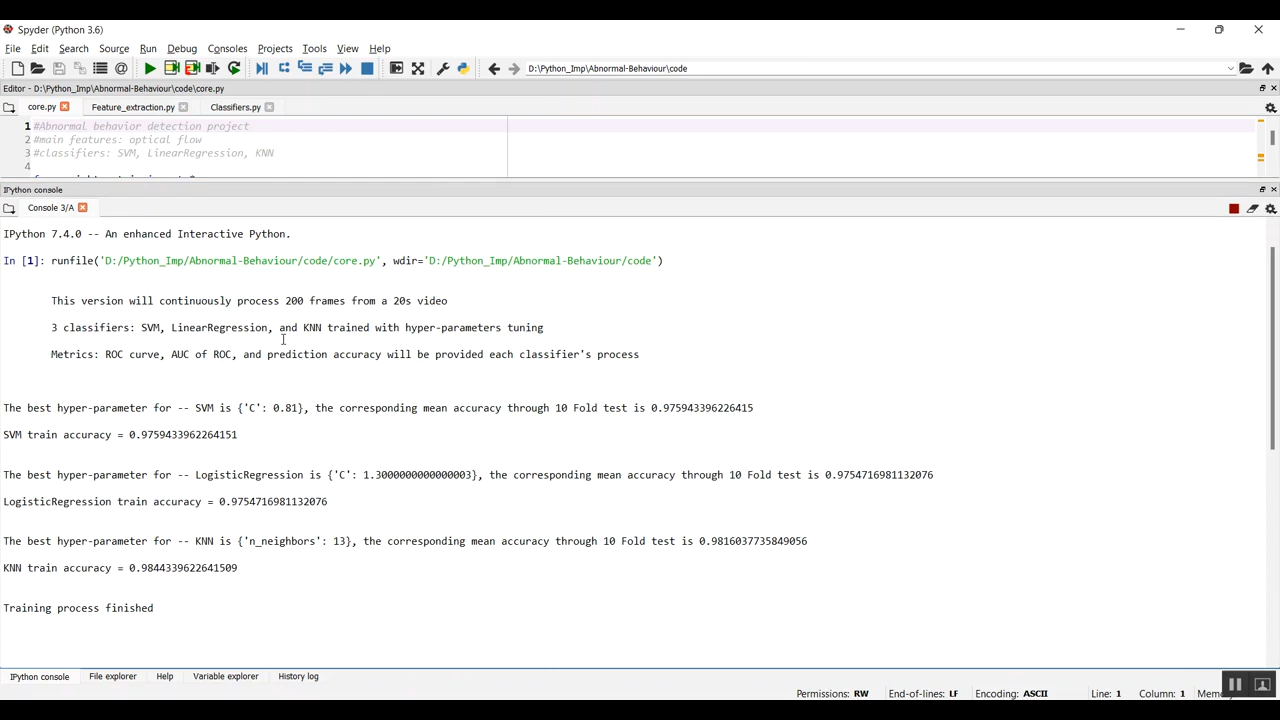 Spyder (Python 3.6)
File Edit Search Source Run Debug Consoles Projects Tools View Help
D:\Python_Imp\Abnormal-Behaviour\code
Editor - D:\Python_Imp\Abnormal-Behaviour\code\core.py
core.py Feature_extraction.py Classifiers.py
1 #Abnormal behavior detection project
2 #main features: optical flow
3 #classifiers: SVM, LinearRegression, KNN
4
IPython console
Console 3/A
IPython 7.4.0 -- An enhanced Interactive Python.
In [1]: runfile('D:/Python_Imp/Abnormal-Behaviour/code/core.py', wdir='D:/Python_Imp/Abnormal-Behaviour/code')
This version will continuously process 200 frames from a 20s video
3 classifiers: SVM, LinearRegression, and KNN trained with hyper-parameters tuning
Metrics: ROC curve, AUC of ROC, and prediction accuracy will be provided each classifier's process
The best hyper-parameter for -- SVM is {'C': 0.81}, the corresponding mean accuracy through 10 Fold test is 0.975943396226415
SVM train accuracy = 0.9759433962264151
The best hyper-parameter for -- LogisticRegression is {'C': 1.3000000000000003}, the corresponding mean accuracy through 10 Fold test is 0.9754716981132076
LogisticRegression train accuracy = 0.9754716981132076
The best hyper-parameter for -- KNN is {'n_neighbors': 13}, the corresponding mean accuracy through 10 Fold test is 0.9816037735849056
KNN train accuracy = 0.9844339622641509
Training process finished
IPython console File explorer Help Variable explorer History log
Permissions: RW End-of-lines: LF Encoding: ASCII Line: 1 Column: 1